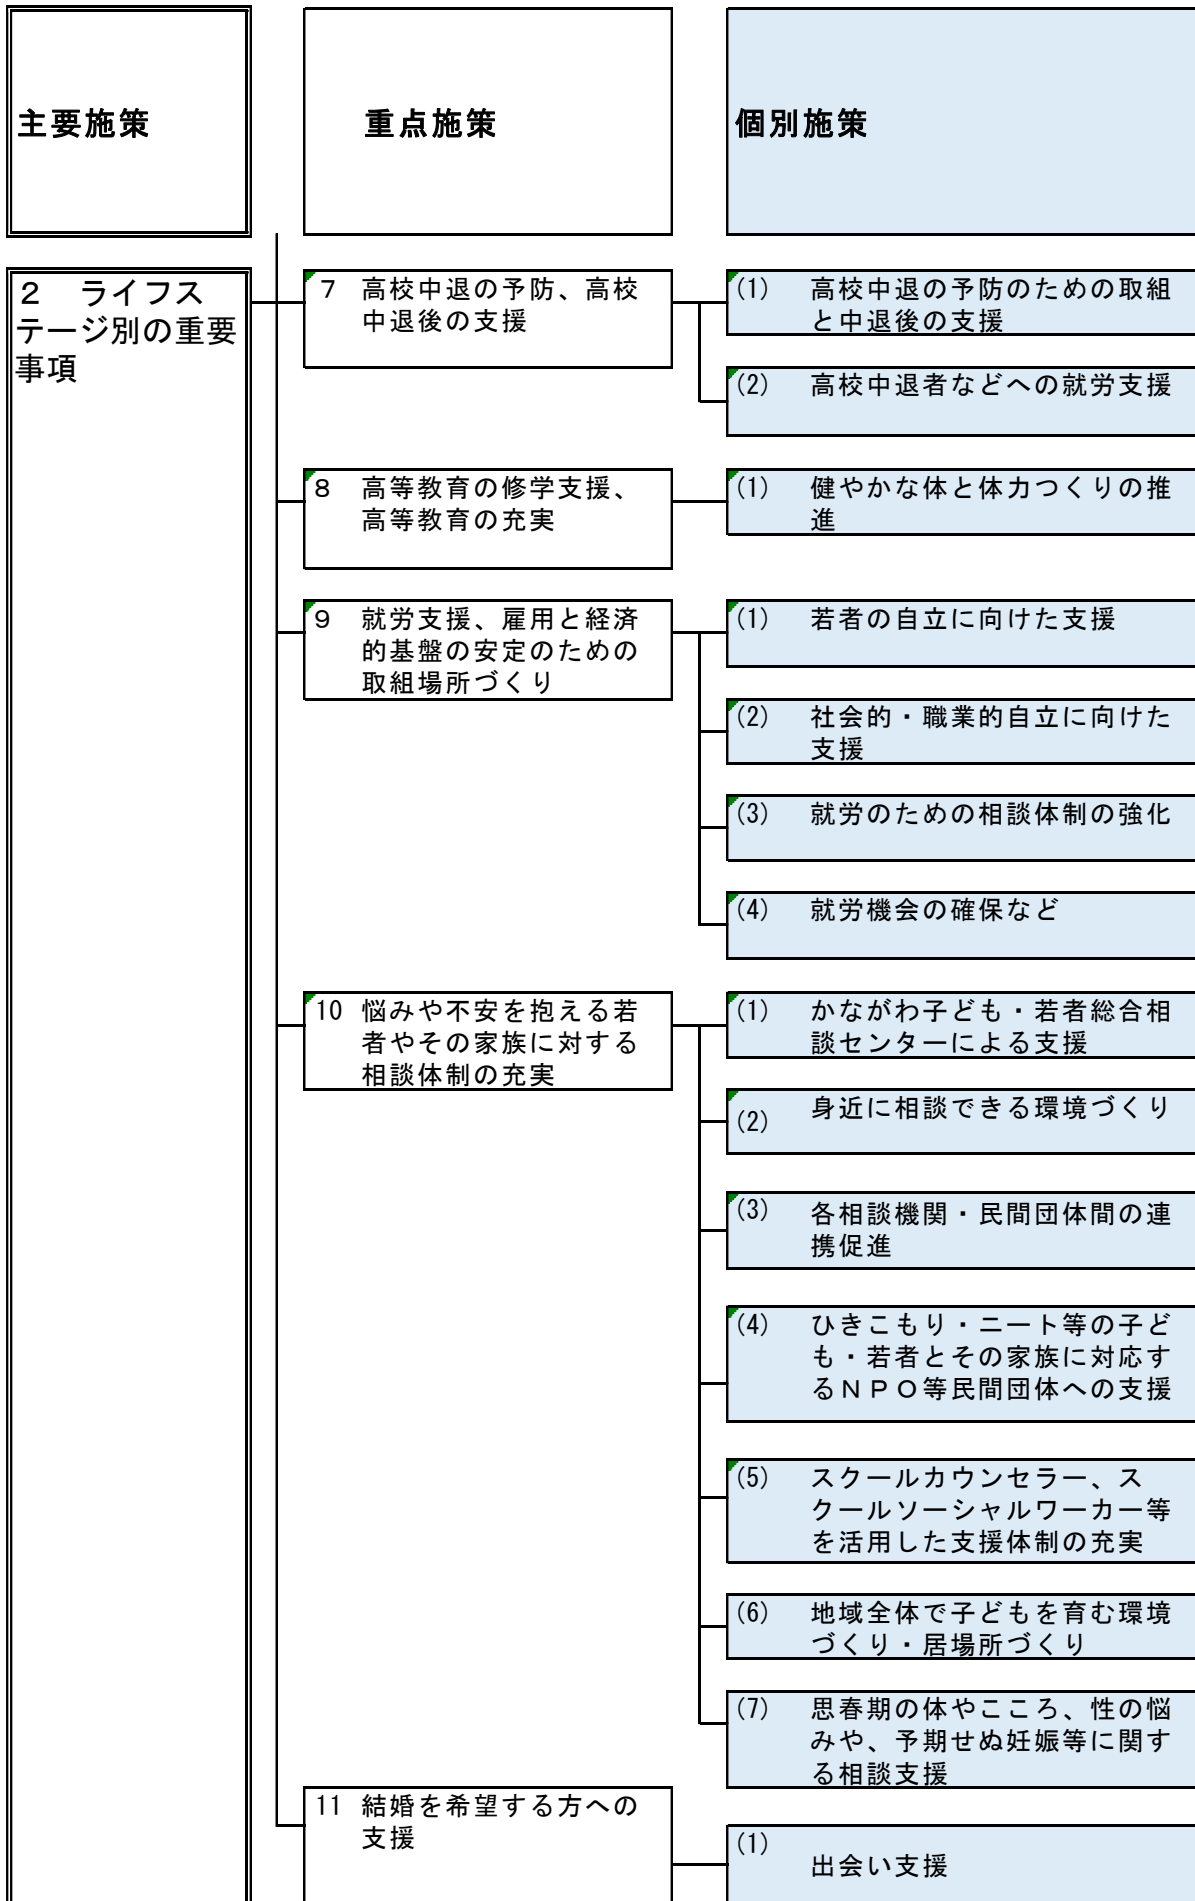 主要施策
重点施策
個別施策
２　ライフス
テージ別の重要
事項
7 高校中退の予防、高校
中退後の支援
(1) 高校中退の予防のための取組
と中退後の支援
(2) 高校中退者などへの就労支援
8 高等教育の修学支援、
高等教育の充実
(1) 健やかな体と体力つくりの推
進
9 就労支援、雇用と経済
的基盤の安定のための
取組場所づくり
(1) 若者の自立に向けた支援
(2) 社会的・職業的自立に向けた
支援
(3) 就労のための相談体制の強化
(4) 就労機会の確保など
10 悩みや不安を抱える若
者やその家族に対する
相談体制の充実
(1) かながわ子ども・若者総合相
談センターによる支援
(2) 身近に相談できる環境づくり
(3) 各相談機関・民間団体間の連
携促進
(4) ひきこもり・ニート等の子ど
も・若者とその家族に対応す
るＮＰＯ等民間団体への支援
(5) スクールカウンセラー、ス
クールソーシャルワーカー等
を活用した支援体制の充実
(6) 地域全体で子どもを育む環境
づくり・居場所づくり
(7) 思春期の体やこころ、性の悩
みや、予期せぬ妊娠等に関す
る相談支援
11 結婚を希望する方への
支援
(1) 出会い支援